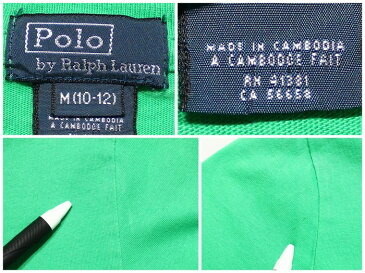 Polo
by Ralph Lauren
M (10-12)
MADE IN CAMBODIA
A CAMBODGE FAIT
MADE IN CAMBODIA
A CAMBODGE FAIT
RN 41381
CA 56658